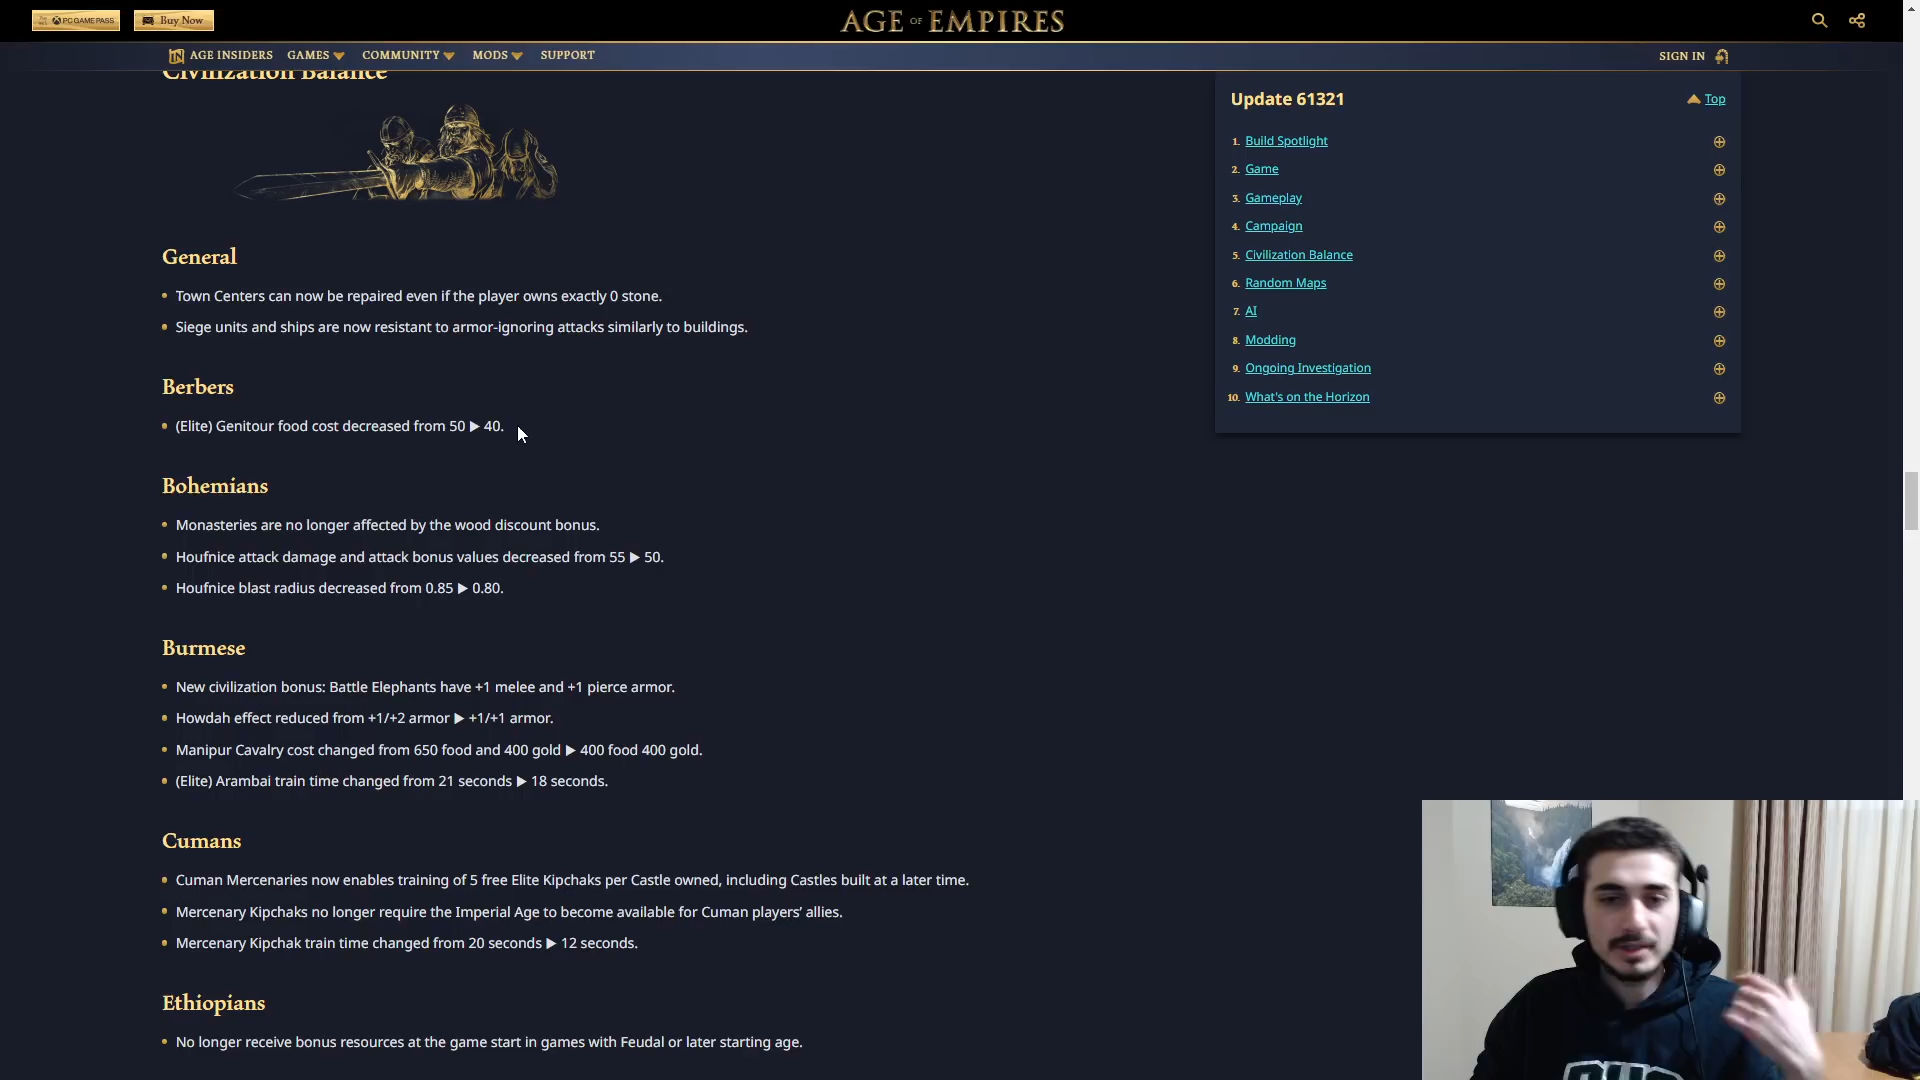 PC GAME PASS
Buy Now
AGE OF EMPIRES
AGE INSIDERS
GAMES
COMMUNITY
MODS
SUPPORT
SIGN IN
Civilization Balance
General
Town Centers can now be repaired even if the player owns exactly 0 stone.
Siege units and ships are now resistant to armor-ignoring attacks similarly to buildings.
Berbers
(Elite) Genitour food cost decreased from 50 ▶ 40.
Bohemians
Monasteries are no longer affected by the wood discount bonus.
Houfnice attack damage and attack bonus values decreased from 55 ▶ 50.
Houfnice blast radius decreased from 0.85 ▶ 0.80.
Burmese
New civilization bonus: Battle Elephants have +1 melee and +1 pierce armor.
Howdah effect reduced from +1/+2 armor ▶ +1/+1 armor.
Manipur Cavalry cost changed from 650 food and 400 gold ▶ 400 food 400 gold.
(Elite) Arambai train time changed from 21 seconds ▶ 18 seconds.
Cumans
Cuman Mercenaries now enables training of 5 free Elite Kipchaks per Castle owned, including Castles built at a later time.
Mercenary Kipchaks no longer require the Imperial Age to become available for Cuman players’ allies.
Mercenary Kipchak train time changed from 20 seconds ▶ 12 seconds.
Ethiopians
No longer receive bonus resources at the game start in games with Feudal or later starting age.
Update 61321
Top
1. Build Spotlight
2. Game
3. Gameplay
4. Campaign
5. Civilization Balance
6. Random Maps
7. AI
8. Modding
9. Ongoing Investigation
10. What's on the Horizon